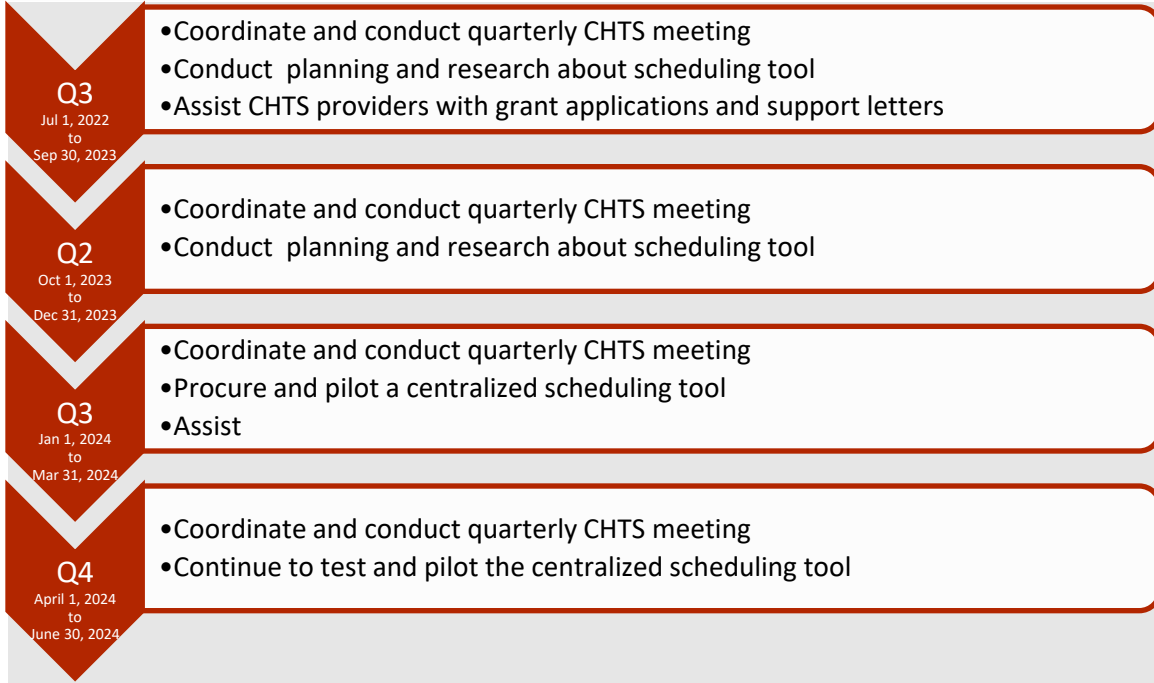 Q3
Jul 1, 2022
to
Sep 30, 2023
•Coordinate and conduct quarterly CHTS meeting
•Conduct  planning and research about scheduling tool
•Assist CHTS providers with grant applications and support letters
Q2
Oct 1, 2023
to
Dec 31, 2023
•Coordinate and conduct quarterly CHTS meeting
•Conduct  planning and research about scheduling tool
Q3
Jan 1, 2024
to
Mar 31, 2024
•Coordinate and conduct quarterly CHTS meeting
•Procure and pilot a centralized scheduling tool
•Assist
Q4
April 1, 2024
to
June 30, 2024
•Coordinate and conduct quarterly CHTS meeting
•Continue to test and pilot the centralized scheduling tool